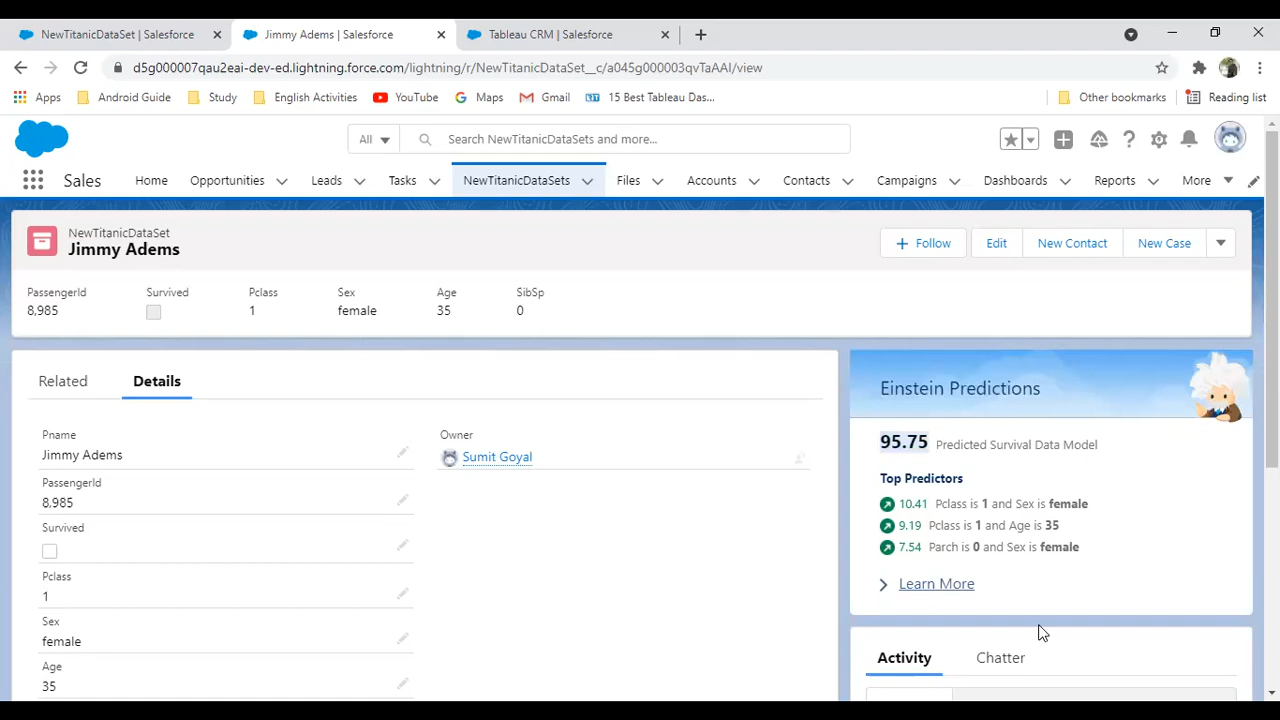 NewTitanicDataSet | Salesforce
Jimmy Adems | Salesforce
Tableau CRM | Salesforce
d5g000007qau2eai-dev-ed.lightning.force.com/lightning/r/NewTitanicDataSet__c/a045g000003qvTaAAI/view
Apps
Android Guide
Study
English Activities
YouTube
Maps
Gmail
15 Best Tableau Das...
Other bookmarks
Reading list
All
Search NewTitanicDataSets and more...
Sales
Home
Opportunities
Leads
Tasks
NewTitanicDataSets
Files
Accounts
Contacts
Campaigns
Dashboards
Reports
More
NewTitanicDataSet
Jimmy Adems
+ Follow
Edit
New Contact
New Case
PassengerId
Survived
Pclass
Sex
Age
SibSp
8,985
1
female
35
0
Related
Details
Pname
Jimmy Adems
PassengerId
8,985
Survived
Pclass
1
Sex
female
Age
35
Owner
Sumit Goyal
Einstein Predictions
95.75 Predicted Survival Data Model
Top Predictors
10.41 Pclass is 1 and Sex is female
9.19 Pclass is 1 and Age is 35
7.54 Parch is 0 and Sex is female
Learn More
Activity
Chatter